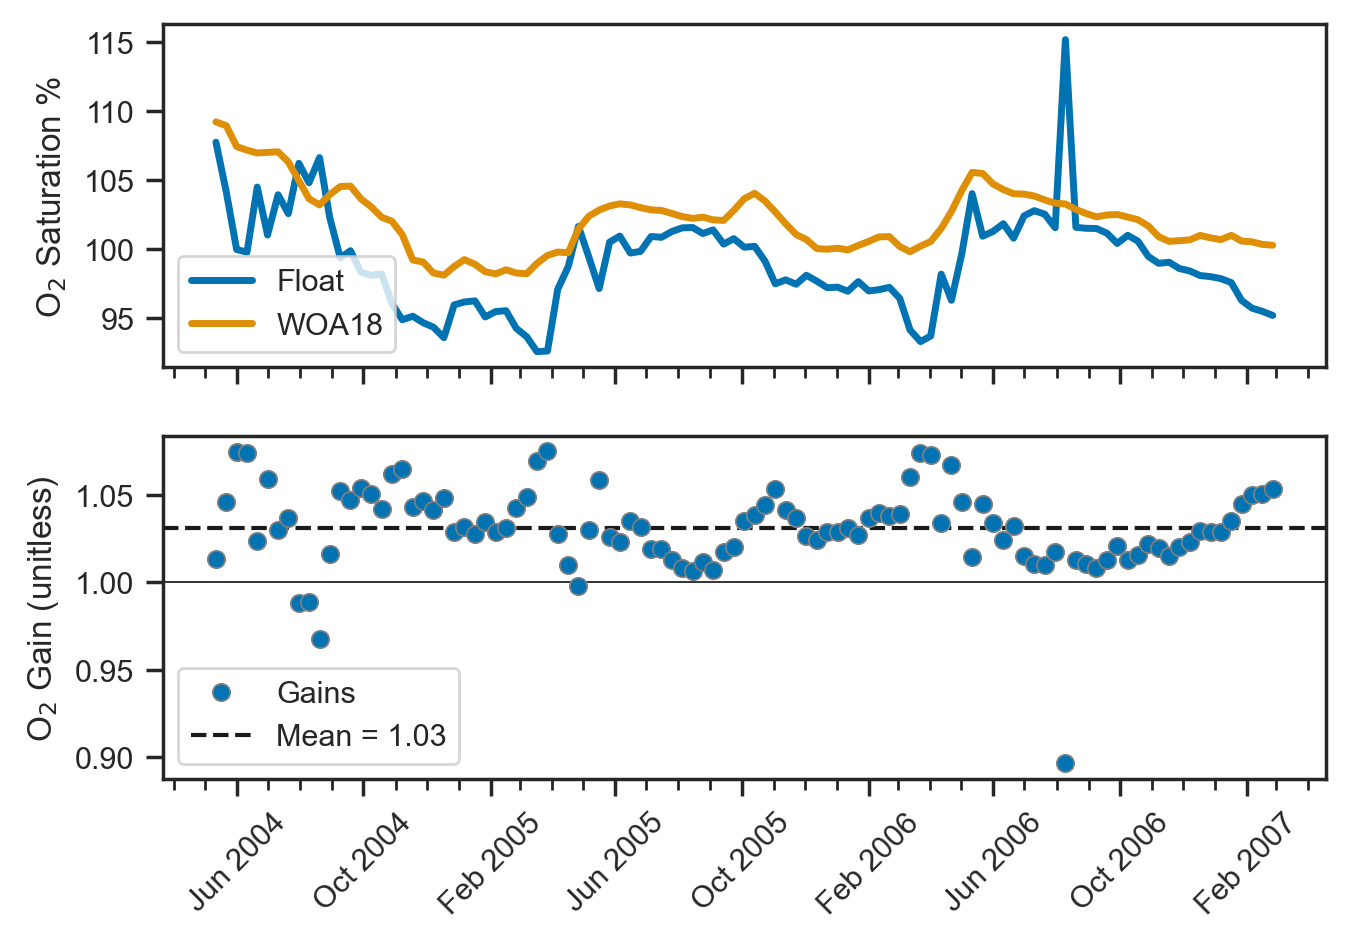 O₂ Saturation %
115
110
105
100
95
Float
WOA18
O₂ Gain (unitless)
1.05
1.00
0.95
0.90
Gains
Mean = 1.03
Jun 2004
Oct 2004
Feb 2005
Jun 2005
Oct 2005
Feb 2006
Jun 2006
Oct 2006
Feb 2007